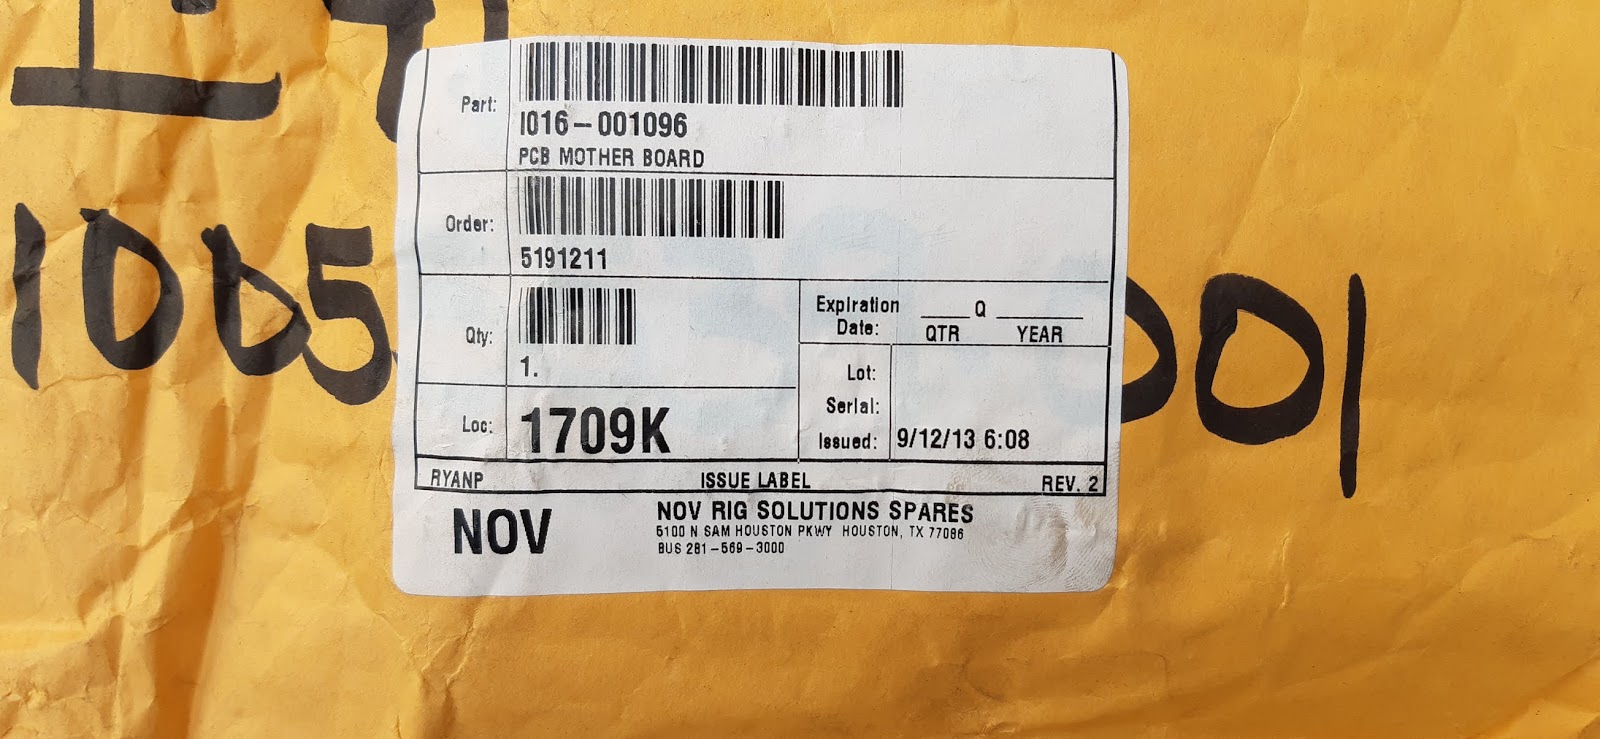 Part:
I016-001096
PCB MOTHER BOARD
Order:
5191211
Qty:
1.
Expiration Date: ____ Q ________
QTR YEAR
Lot:
Serial:
Issued: 9/12/13 6:08
Loc: 1709K
RYANP ISSUE LABEL REV. 2
NOV
NOV RIG SOLUTIONS SPARES
5100 N SAM HOUSTON PKWY HOUSTON, TX 77086
BUS 281-569-3000
1005
001